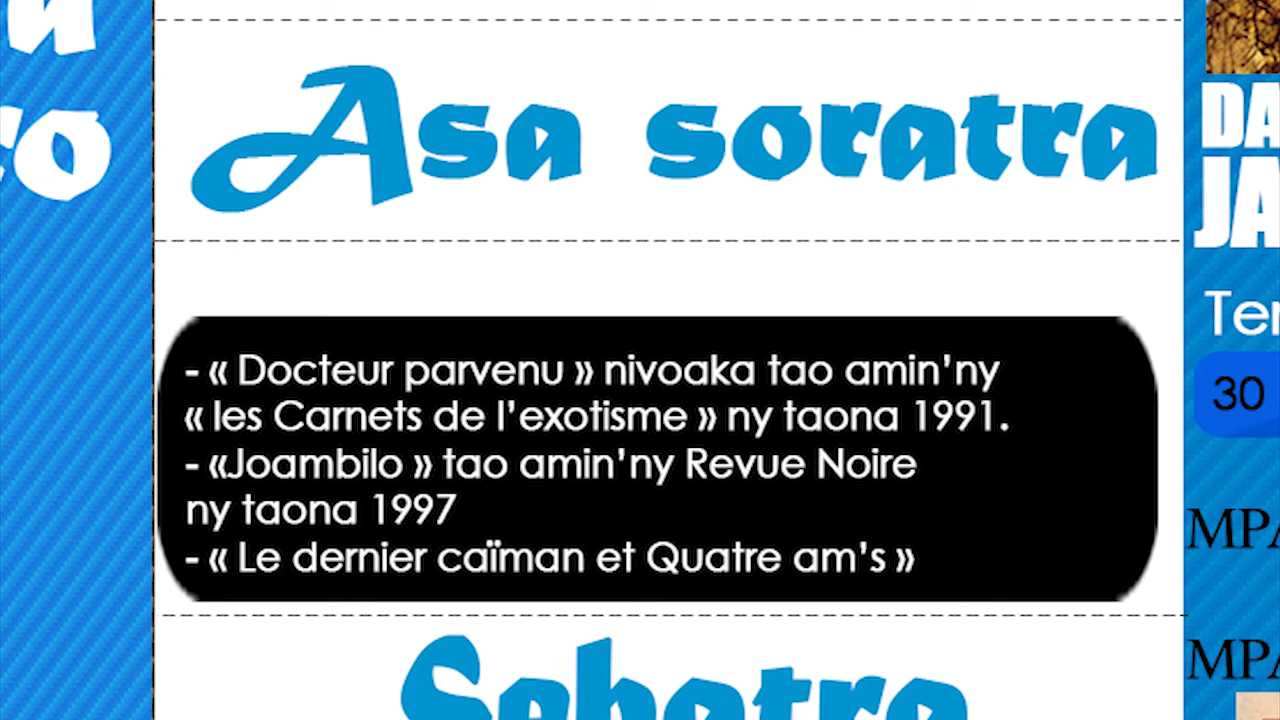 Asa soratra
- « Docteur parvenu » nivoaka tao amin’ny
« les Carnets de l’exotisme » ny taona 1991.
- «Joambilo » tao amin’ny Revue Noire
ny taona 1997
- « Le dernier caïman et Quatre am’s »
30